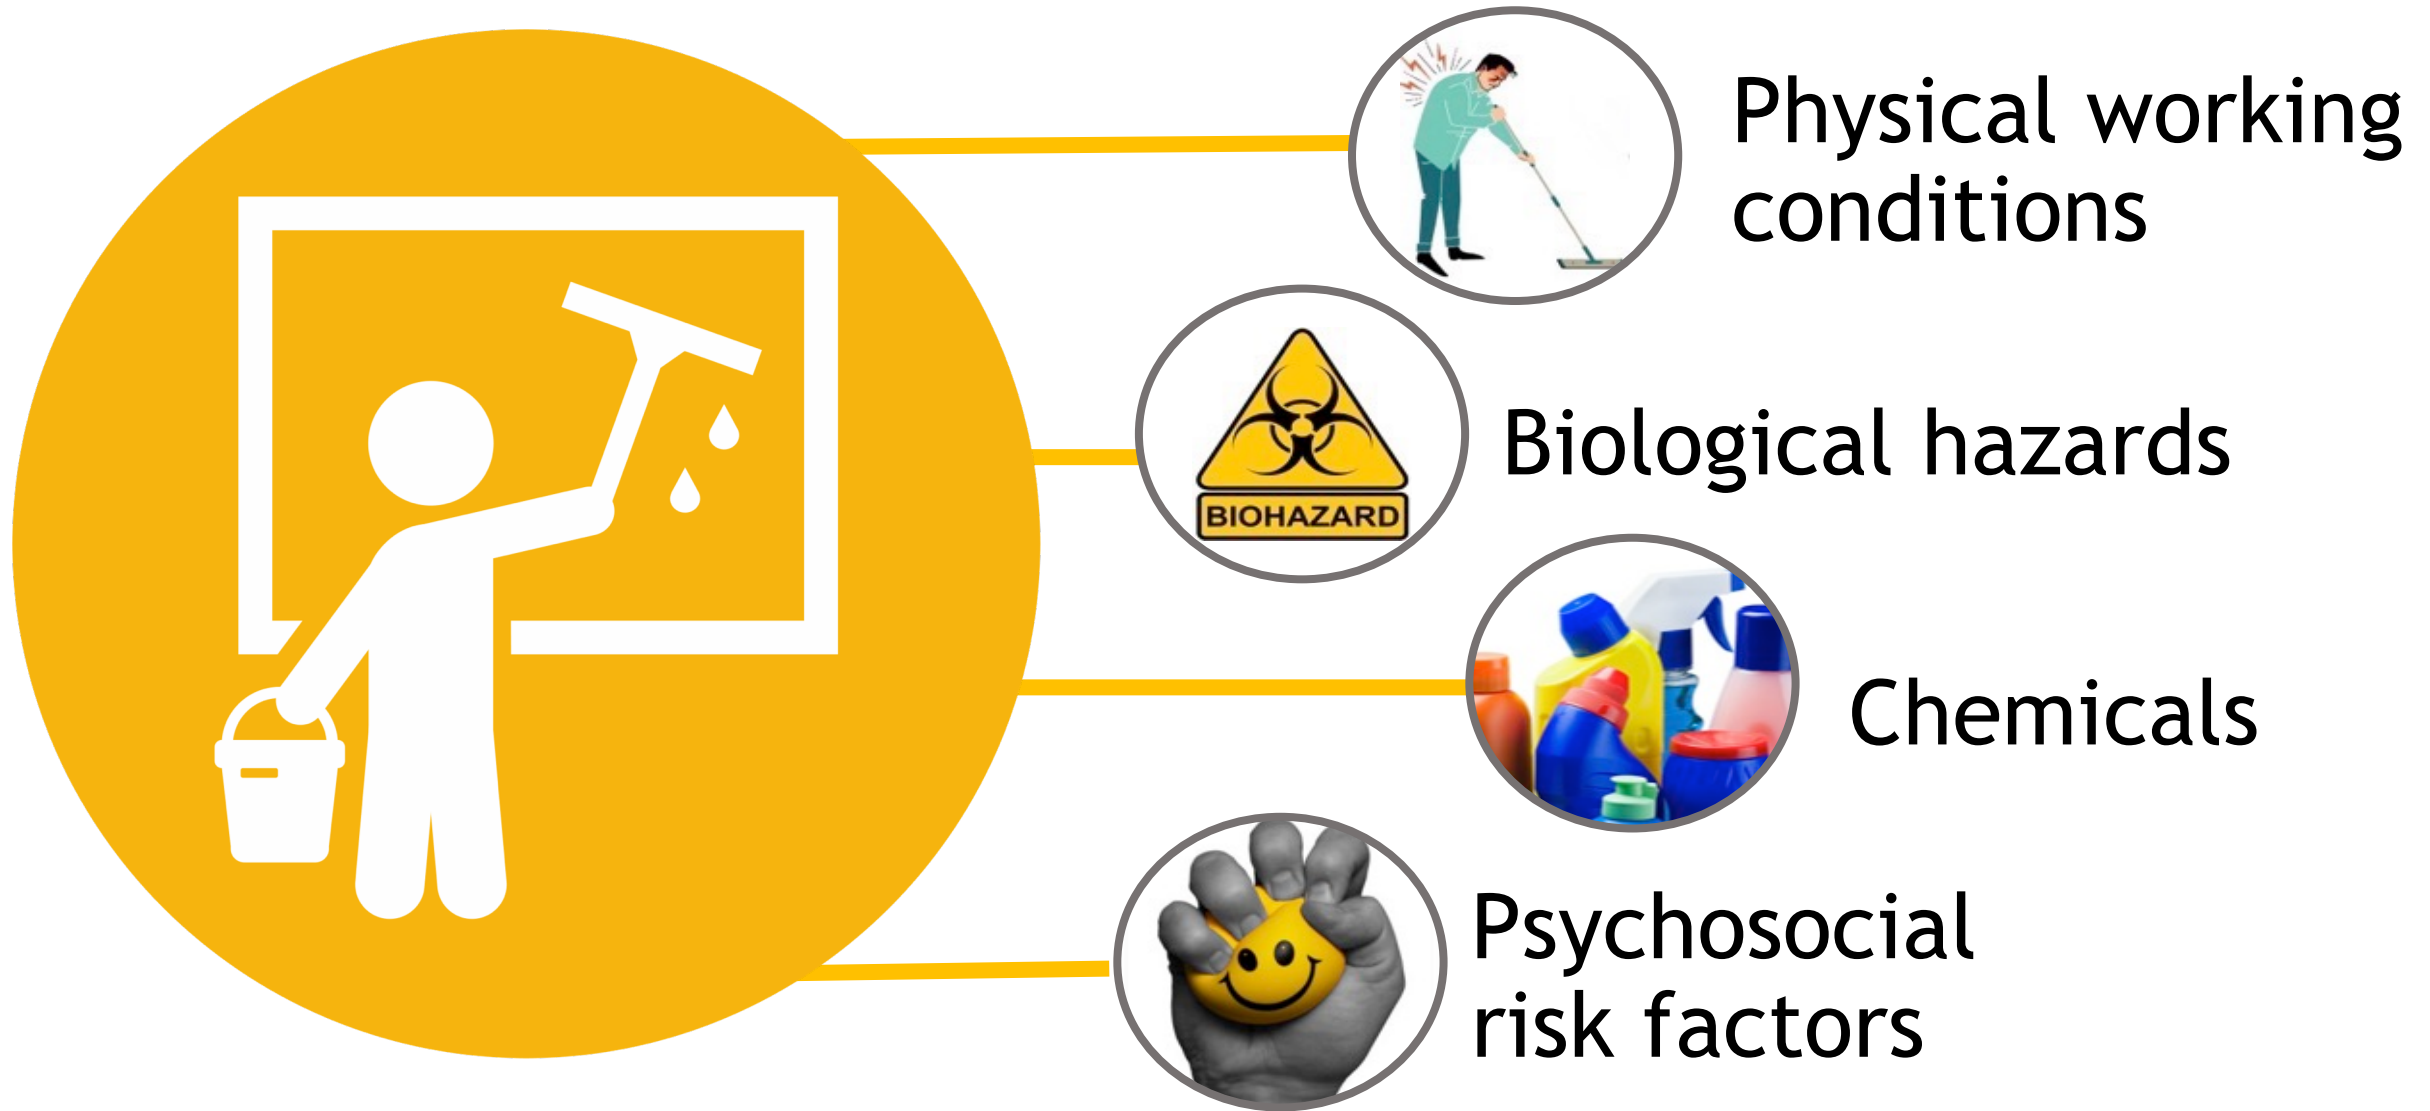 Physical working
conditions
BIOHAZARD
Biological hazards
Chemicals
Psychosocial
risk factors